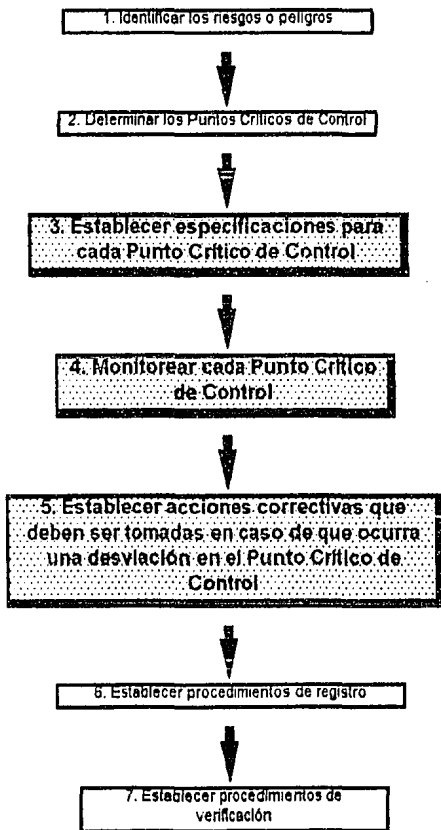 1. Identificar los riesgos o peligros
2. Determinar los Puntos Críticos de Control
3. Establecer especificaciones para
cada Punto Crítico de Control
4. Monitorear cada Punto Crítico
de Control
5. Establecer acciones correctivas que
deben ser tomadas en caso de que ocurra
una desviación en el Punto Crítico de
Control
6. Establecer procedimientos de registro
7. Establecer procedimientos de
verificación